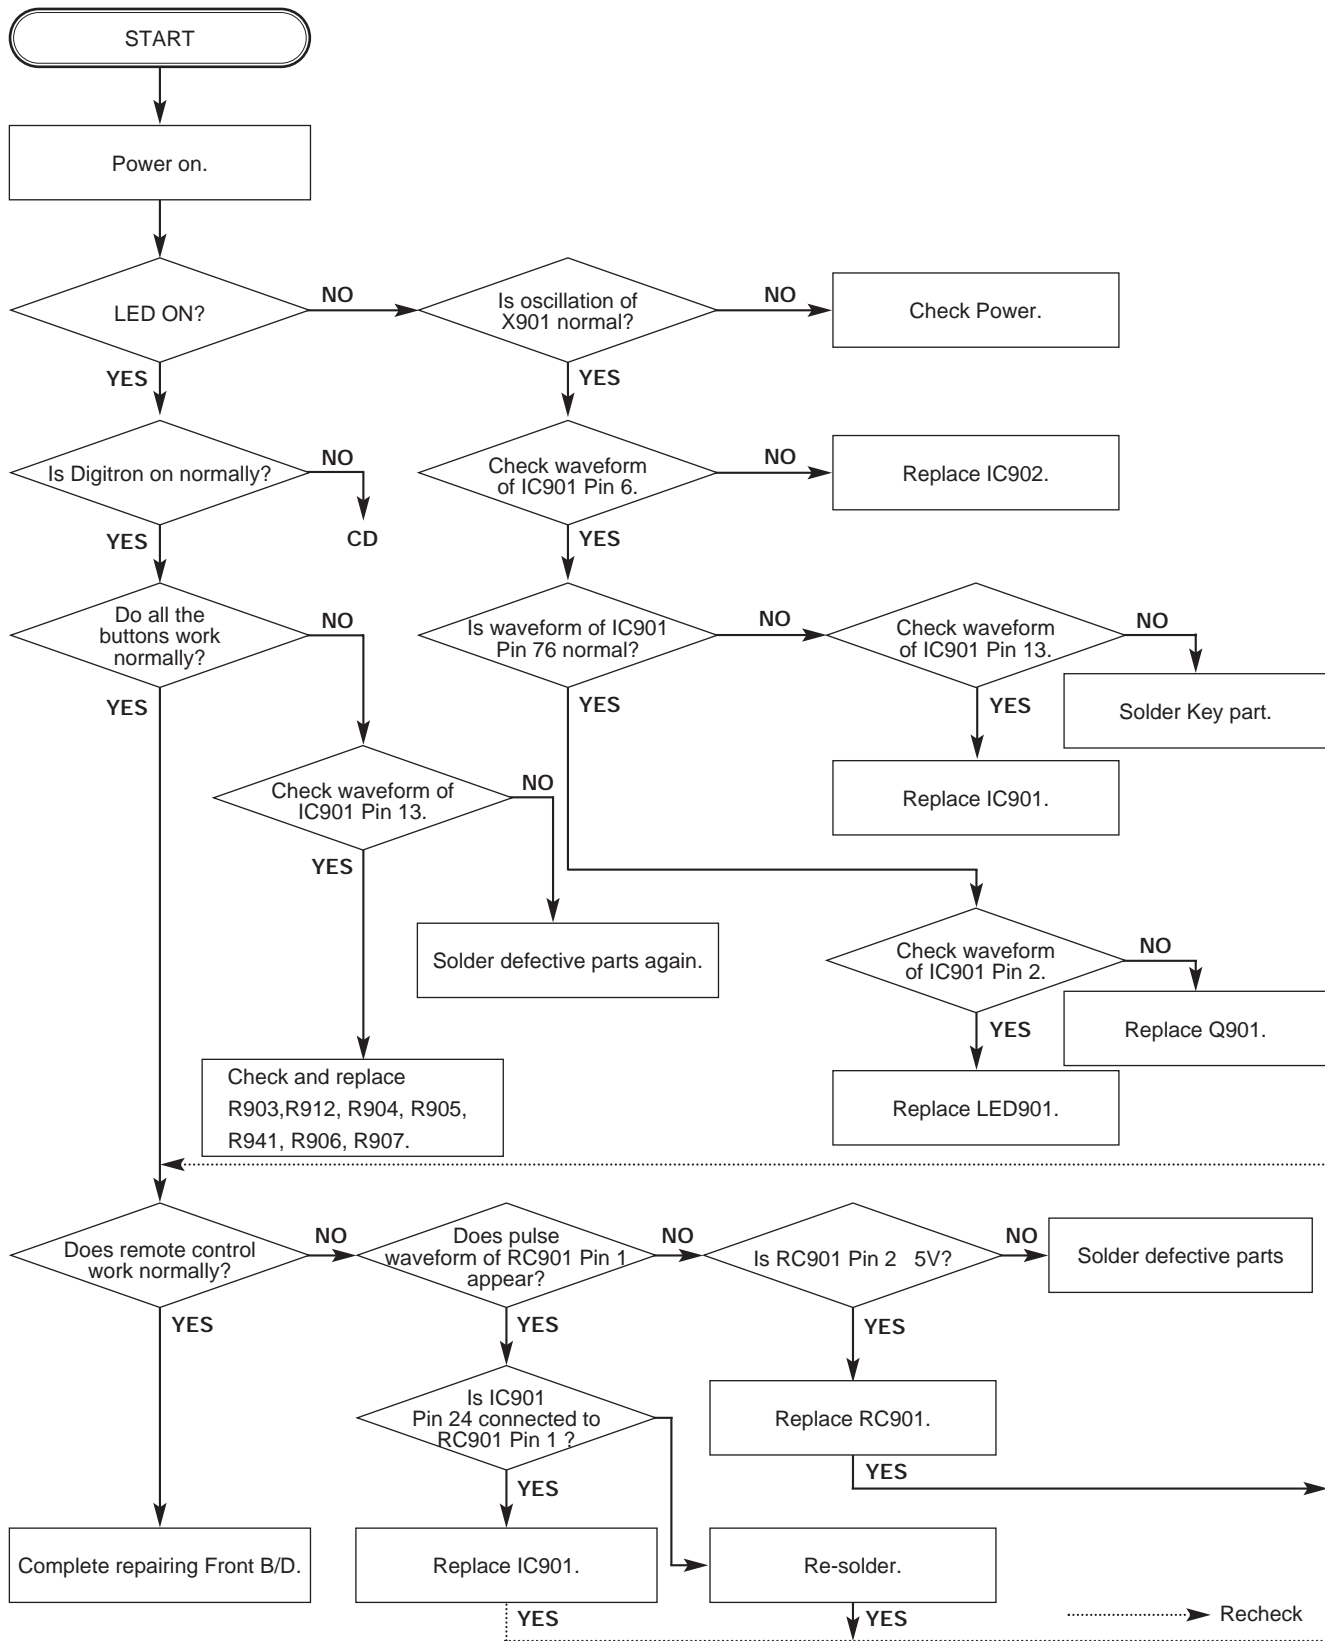 START
Power on.
LED ON?
NO
Is oscillation of
X901 normal?
NO
Check Power.
YES
YES
Is Digitron on normally?
NO
CD
Check waveform
of IC901 Pin 6.
NO
Replace IC902.
YES
YES
Do all the
buttons work
normally?
NO
Is waveform of IC901
Pin 76 normal?
NO
Check waveform
of IC901 Pin 13.
NO
Solder Key part.
YES
YES
YES
Replace IC901.
Check waveform of
IC901 Pin 13.
NO
YES
Solder defective parts again.
Check waveform
of IC901 Pin 2.
NO
Replace Q901.
YES
Replace LED901.
Check and replace
R903,R912, R904, R905,
R941, R906, R907.
Does remote control
work normally?
NO
Does pulse
waveform of RC901 Pin 1
appear?
NO
Is RC901 Pin 2 5V?
NO
Solder defective parts
YES
YES
YES
Is IC901
Pin 24 connected to
RC901 Pin 1 ?
Replace RC901.
YES
YES
Complete repairing Front B/D.
Replace IC901.
Re-solder.
YES
YES
Recheck